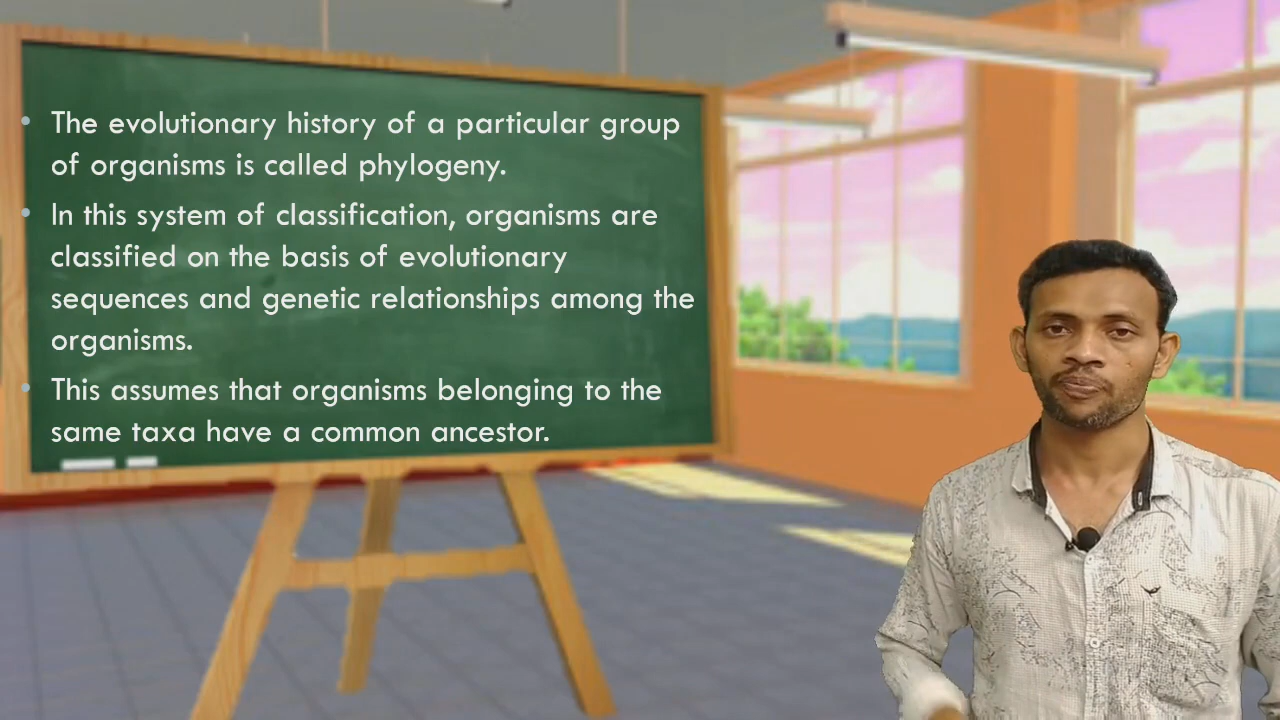 The evolutionary history of a particular group
of organisms is called phylogeny.
In this system of classification, organisms are
classified on the basis of evolutionary
sequences and genetic relationships among the
organisms.
This assumes that organisms belonging to the
same taxa have a common ancestor.